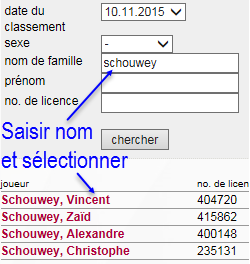 date du classement
10.11.2015
sexe
-
nom de famille
schouwey
prénom
no. de licence
Saisir nom
et sélectionner
chercher
joueur no. de licen
Schouwey, Vincent 404720
Schouwey, Zaïd 415862
Schouwey, Alexandre 400148
Schouwey, Christophe 235131